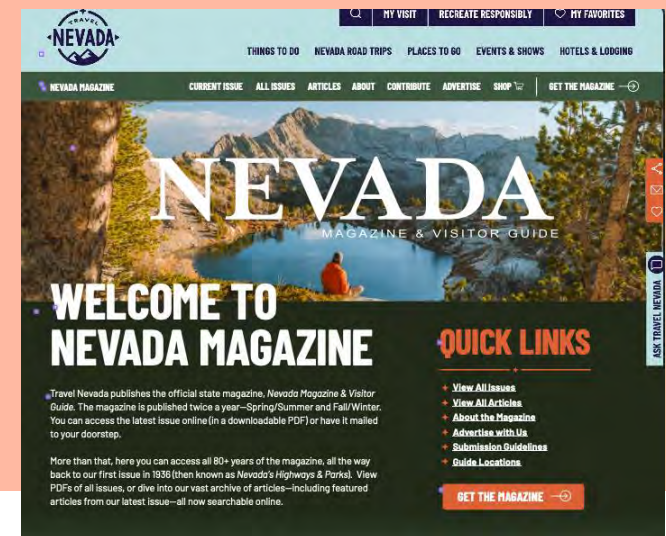 TRAVEL
NEVADA
MY VISIT
RECREATE RESPONSIBLY
MY FAVORITES
THINGS TO DO
NEVADA ROAD TRIPS
PLACES TO GO
EVENTS & SHOWS
HOTELS & LODGING
NEVADA MAGAZINE
CURRENT ISSUE
ALL ISSUES
ARTICLES
ABOUT
CONTRIBUTE
ADVERTISE
SHOP
GET THE MAGAZINE
NEVADA
MAGAZINE & VISITOR GUIDE
ASK TRAVEL NEVADA
WELCOME TO
NEVADA MAGAZINE
Travel Nevada publishes the official state magazine, Nevada Magazine & Visitor
Guide. The magazine is published twice a year—Spring/Summer and Fall/Winter.
You can access the latest issue online (in a downloadable PDF) or have it mailed
to your doorstep.
More than that, here you can access all 80+ years of the magazine, all the way
back to our first issue in 1936 (then known as Nevada's Highways & Parks). View
PDFs of all issues, or dive into our vast archive of articles—including featured
articles from our latest issue—all now searchable online.
QUICK LINKS
View All Issues
View All Articles
About the Magazine
Advertise with Us
Submission Guidelines
Guide Locations
GET THE MAGAZINE